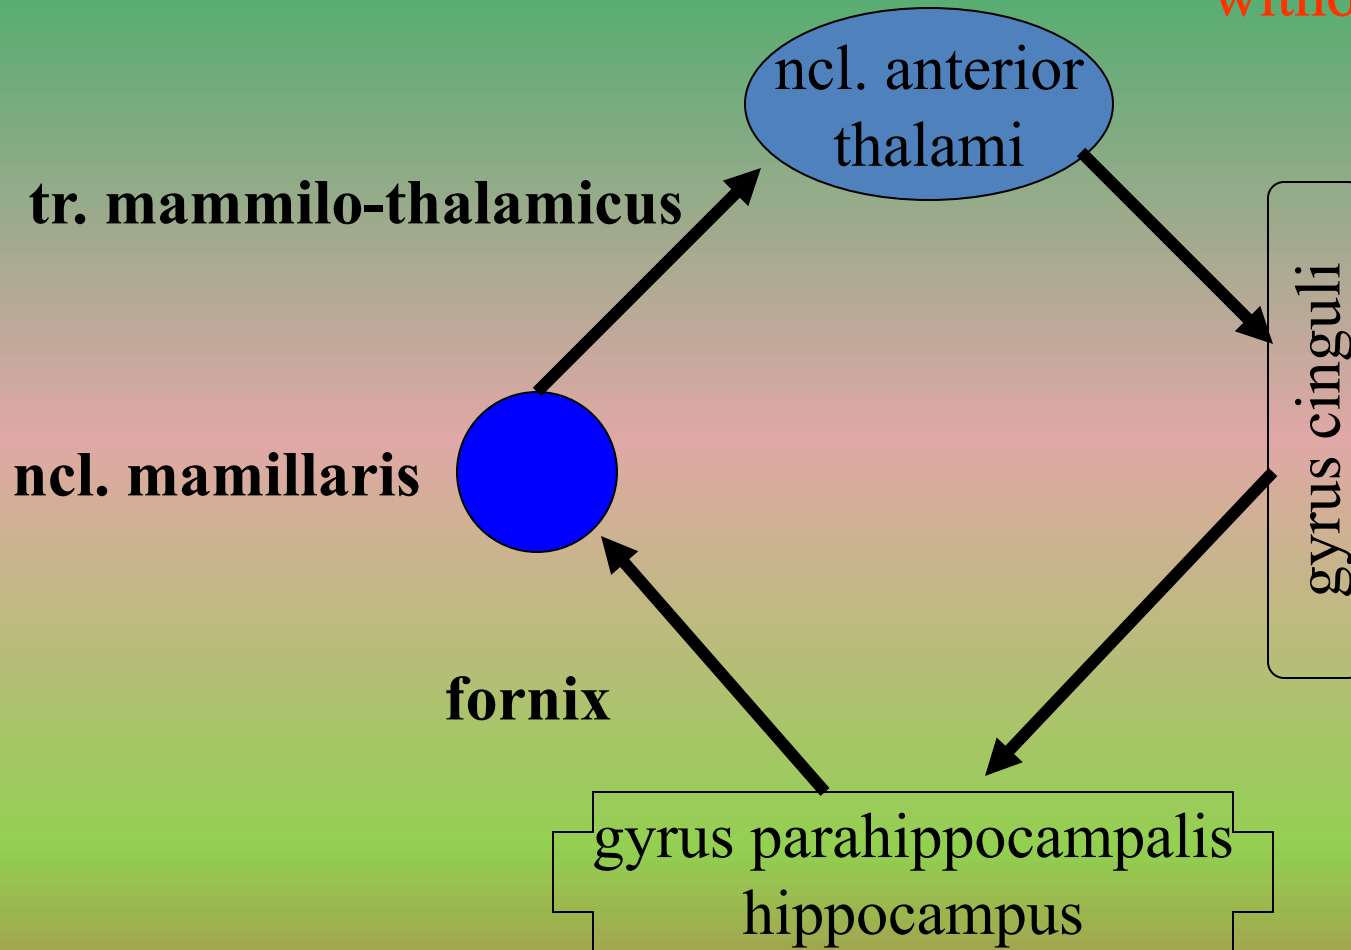 ncl. anterior
thalami
tr. mammilo-thalamicus
gyrus cinguli
ncl. mamillaris
fornix
gyrus parahippocampalis
hippocampus